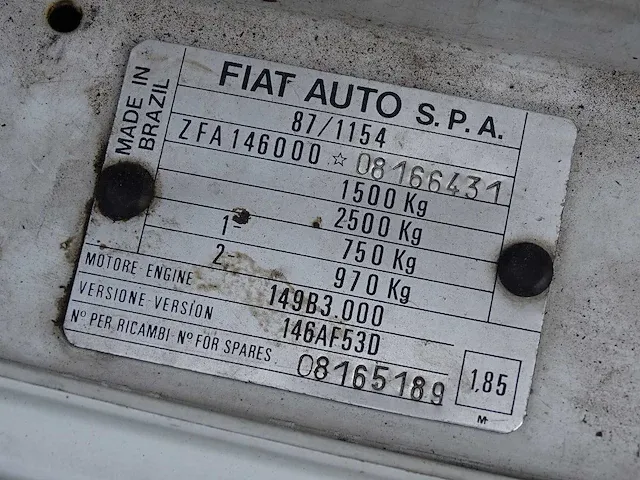 MADE IN
BRAZIL
FIAT AUTO S.P.A.
87/1154
ZFA146000 ☆ 08166431
1500 Kg
2500 Kg
1- 750 Kg
2- 970 Kg
MOTORE-ENGINE 149B3.000
VERSIONE-VERSION 146AF53D
Nº PER RICAMBI-Nº FOR SPARES 08165189
1.85
M